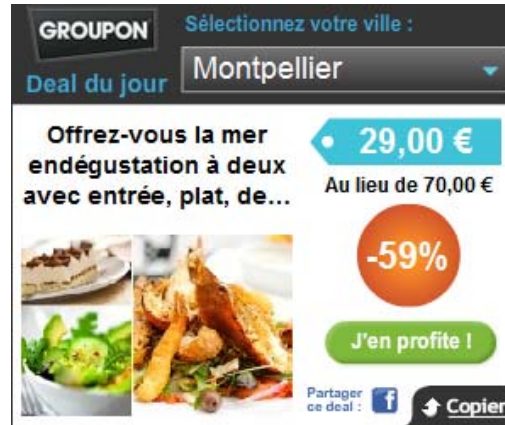 GROUPON
Sélectionnez votre ville :
Deal du jour
Montpellier
Offrez-vous la mer
endégustation à deux
avec entrée, plat, de...
29,00 €
Au lieu de 70,00 €
-59%
J'en profite !
Partager
ce deal :
f
Copier